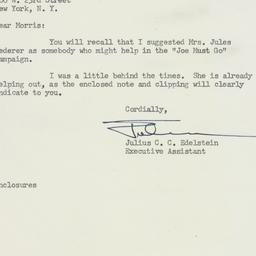 W. 23rd Street
ew York, N. Y.
ear Morris:
You will recall that I suggested Mrs. Jules
ederer as somebody who might help in the "Joe Must Go"
ampaign.
I was a little behind the times. She is already
elping out, as the enclosed note and clipping will clearly
ndicate to you.
Cordially,
Julius C. C. Edelstein
Executive Assistant
nclosures